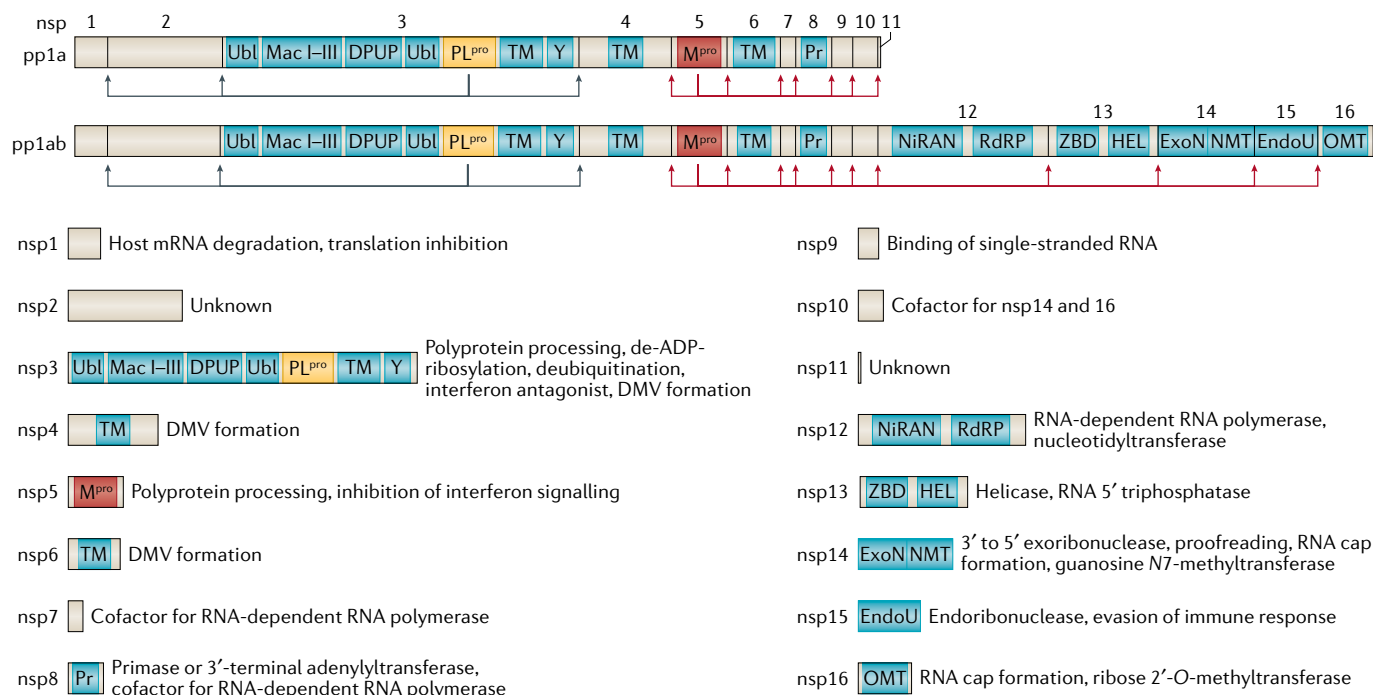 nsp 1 2 3 4 5 6 7 8 9 10 11
pp1a Ubl Mac I–III DPUP Ubl PLpro TM Y TM Mpro TM Pr
12 13 14 15 16
pp1ab Ubl Mac I–III DPUP Ubl PLpro TM Y TM Mpro TM Pr NiRAN RdRP ZBD HEL ExoN NMT EndoU OMT
nsp1 Host mRNA degradation, translation inhibition
nsp2 Unknown
nsp3 Ubl Mac I–III DPUP Ubl PLpro TM Y
Polyprotein processing, de-ADP-
ribosylation, deubiquitination,
interferon antagonist, DMV formation
nsp4 TM DMV formation
nsp5 Mpro Polyprotein processing, inhibition of interferon signalling
nsp6 TM DMV formation
nsp7 Cofactor for RNA-dependent RNA polymerase
nsp8 Pr Primase or 3′-terminal adenylyltransferase,
cofactor for RNA-dependent RNA polymerase
nsp9 Binding of single-stranded RNA
nsp10 Cofactor for nsp14 and 16
nsp11 Unknown
nsp12 NiRAN RdRP RNA-dependent RNA polymerase,
nucleotidyltransferase
nsp13 ZBD HEL Helicase, RNA 5′ triphosphatase
nsp14 ExoN NMT 3′ to 5′ exoribonuclease, proofreading, RNA cap
formation, guanosine N7-methyltransferase
nsp15 EndoU Endoribonuclease, evasion of immune response
nsp16 OMT RNA cap formation, ribose 2′-O-methyltransferase